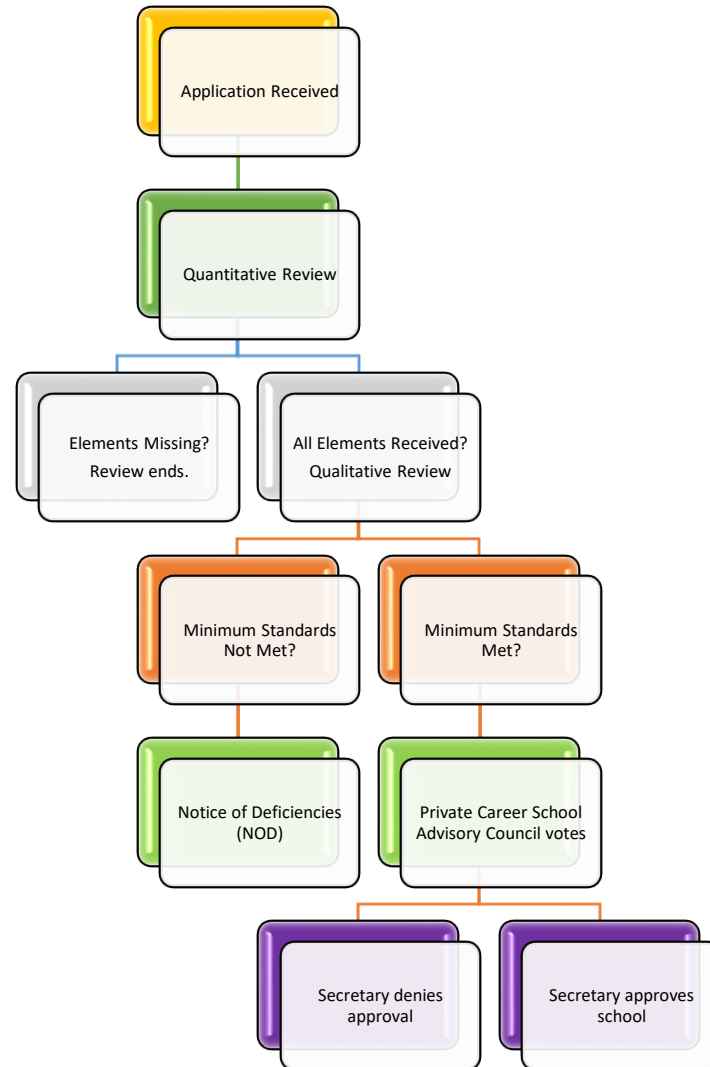 Application Received
Quantitative Review
Elements Missing?
Review ends.
All Elements Received?
Qualitative Review
Minimum Standards
Not Met?
Minimum Standards
Met?
Notice of Deficiencies
(NOD)
Private Career School
Advisory Council votes
Secretary denies
approval
Secretary approves
school